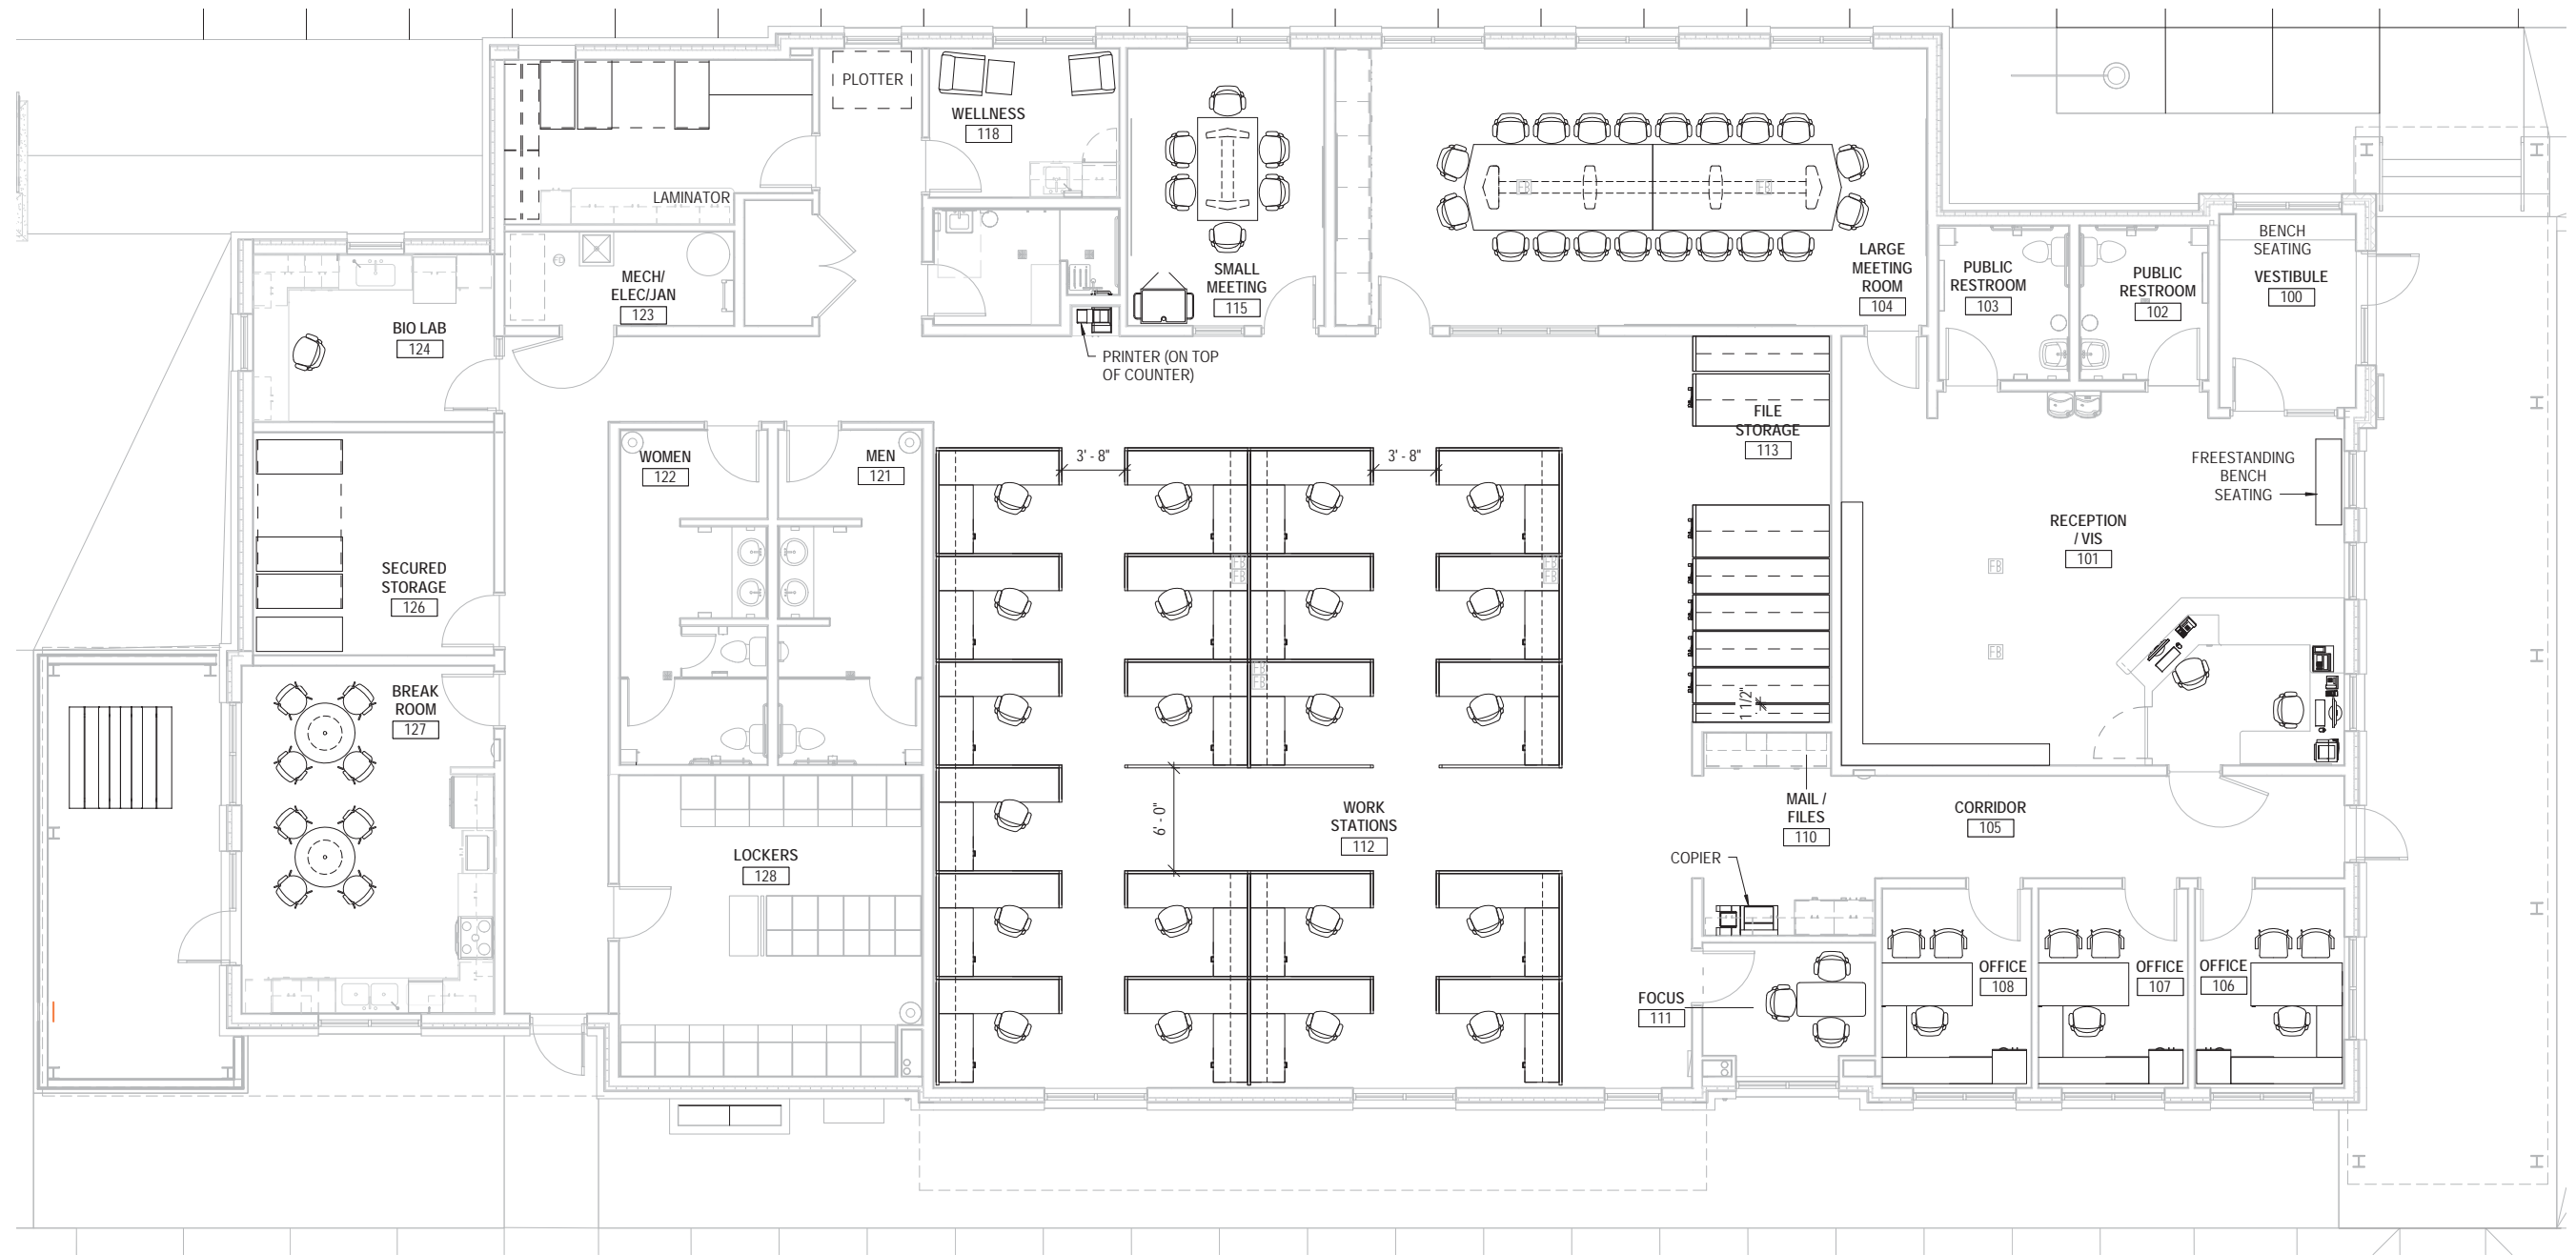 PLOTTER
WELLNESS
118
LAMINATOR
MECH/
ELEC/JAN
123
BIO LAB
124
PRINTER (ON TOP
OF COUNTER)
SMALL
MEETING
115
LARGE
MEETING
ROOM
104
PUBLIC
RESTROOM
103
PUBLIC
RESTROOM
102
BENCH
SEATING
VESTIBULE
100
FILE
STORAGE
113
FREESTANDING
BENCH
SEATING
RECEPTION
/ VIS
101
FB
FB
FB
FB
WOMEN
122
MEN
121
3' - 8"
3' - 8"
SECURED
STORAGE
126
BREAK
ROOM
127
1 1/2"
6' - 0"
WORK
STATIONS
112
MAIL /
FILES
110
CORRIDOR
105
COPIER
LOCKERS
128
FOCUS
111
OFFICE
108
OFFICE
107
OFFICE
106